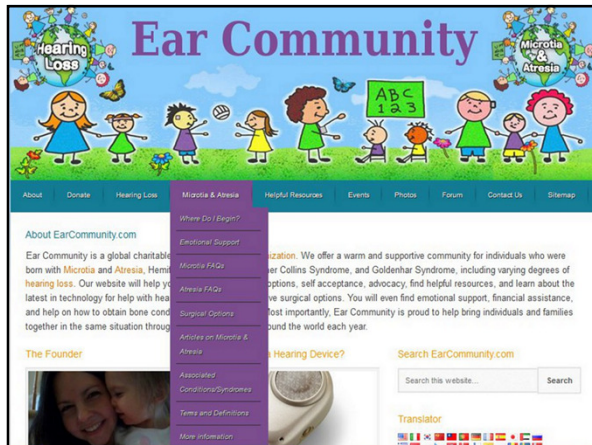 Hearing
Loss
Ear Community
Microtia
&
Atresia
ABC
123
About Donate Hearing Loss Microtia & Atresia Helpful Resources Events Photos Forum Contact Us Sitemap
Where Do I Begin?
Emotional Support
Microtia FAQs
Atresia FAQs
Surgical Options
Articles on Microtia &
Atresia
Associated
Conditions/Syndromes
Terms and Definitions
More Information
About EarCommunity.com
Ear Community is a global charitable nization. We offer a warm and supportive community for individuals who were
born with Microtia and Atresia, Hemif er Collins Syndrome, and Goldenhar Syndrome, including varying degrees of
hearing loss. Our website will help yo options, self acceptance, advocacy, find helpful resources, and learn about the
latest in technology for help with hea ve surgical options. You will even find emotional support, financial assistance,
and help on how to obtain bone cond Most importantly, Ear Community is proud to help bring individuals and families
together in the same situation throug ound the world each year.
The Founder
a Hearing Device?
Search EarCommunity.com
Search this website... Search
Translator